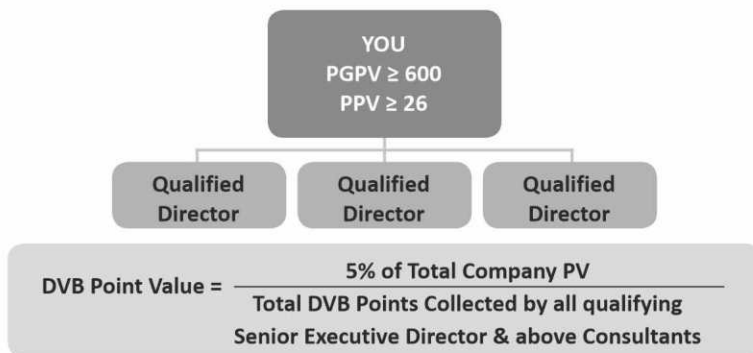 YOU
PGPV ≥ 600
PPV ≥ 26
Qualified
Director
Qualified
Director
Qualified
Director
DVB Point Value =
5% of Total Company PV
Total DVB Points Collected by all qualifying
Senior Executive Director & above Consultants